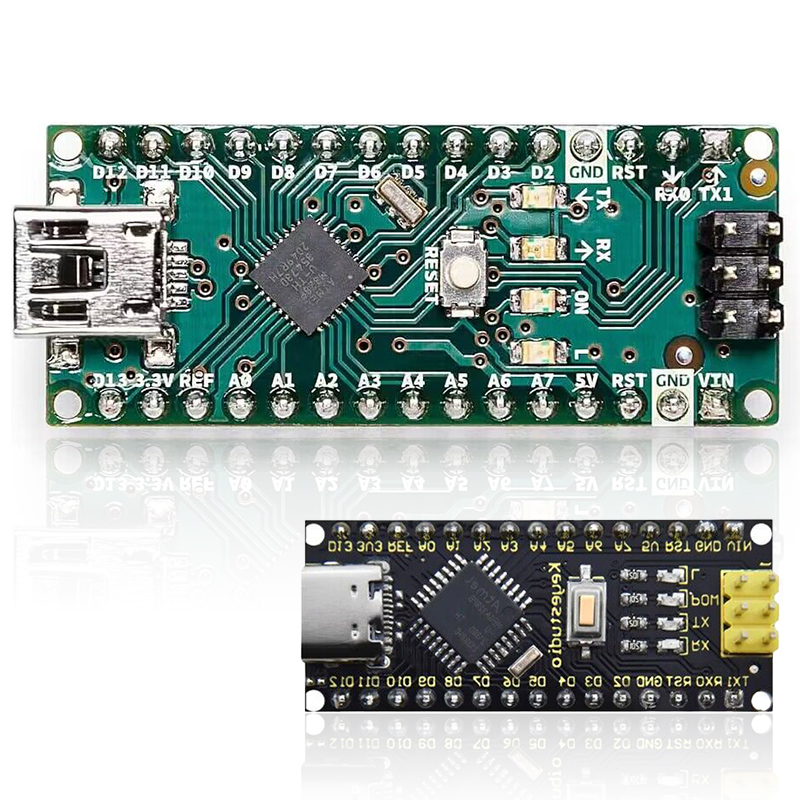 D12 D11 D10 D9 D8 D7 D6 D5 D4 D3 D2 GND RST
RX0 TX1
TX
RX
RESET
ON
L
D13 3.3V REF A0 A1 A2 A3 A4 A5 A6 A7 5V RST GND VIN
D13 3V3 REF A0 A1 A2 A3 A4 A5 A6 A7 5V RST GND VIN
Keyestudio
L
POW
TX
RX
D12 D11 D10 D9 D8 D7 D6 D5 D4 D3 D2 GND RST RX0 TX1